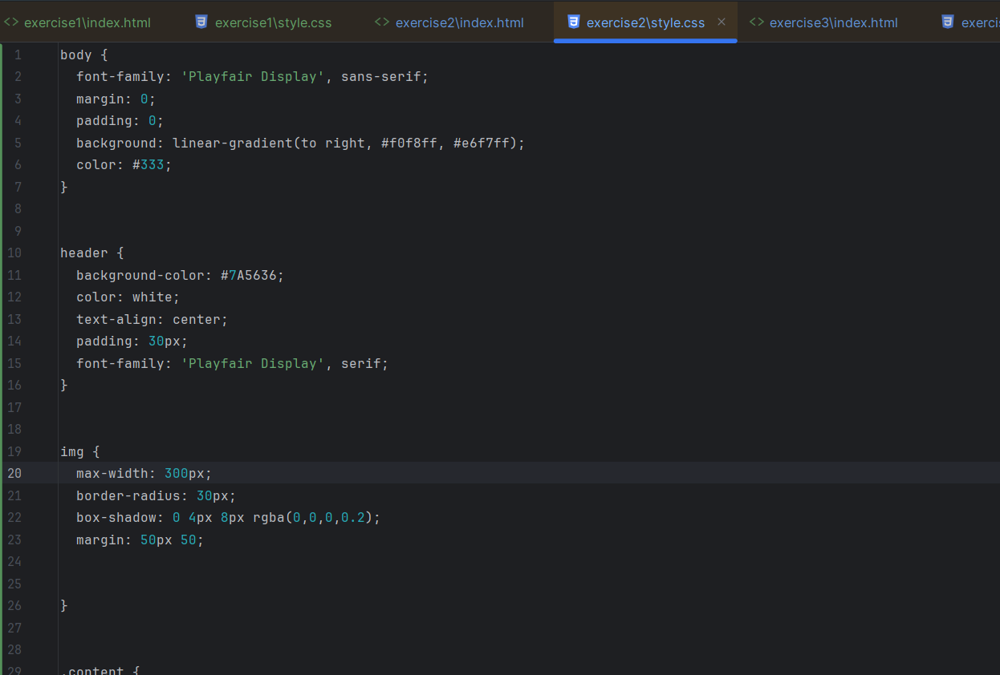 exercise1\index.html exercise1\style.css exercise2\index.html exercise2\style.css × exercise3\index.html
1 body {
2   font-family: 'Playfair Display', sans-serif;
3   margin: 0;
4   padding: 0;
5   background: linear-gradient(to right, #f0f8ff, #e6f7ff);
6   color: #333;
7 }
8
9
10 header {
11   background-color: #7A5636;
12   color: white;
13   text-align: center;
14   padding: 30px;
15   font-family: 'Playfair Display', serif;
16 }
17
18
19 img {
20   max-width: 300px;
21   border-radius: 30px;
22   box-shadow: 0 4px 8px rgba(0,0,0,0.2);
23   margin: 50px 50;
24
25
26 }
27
28
29 .content {